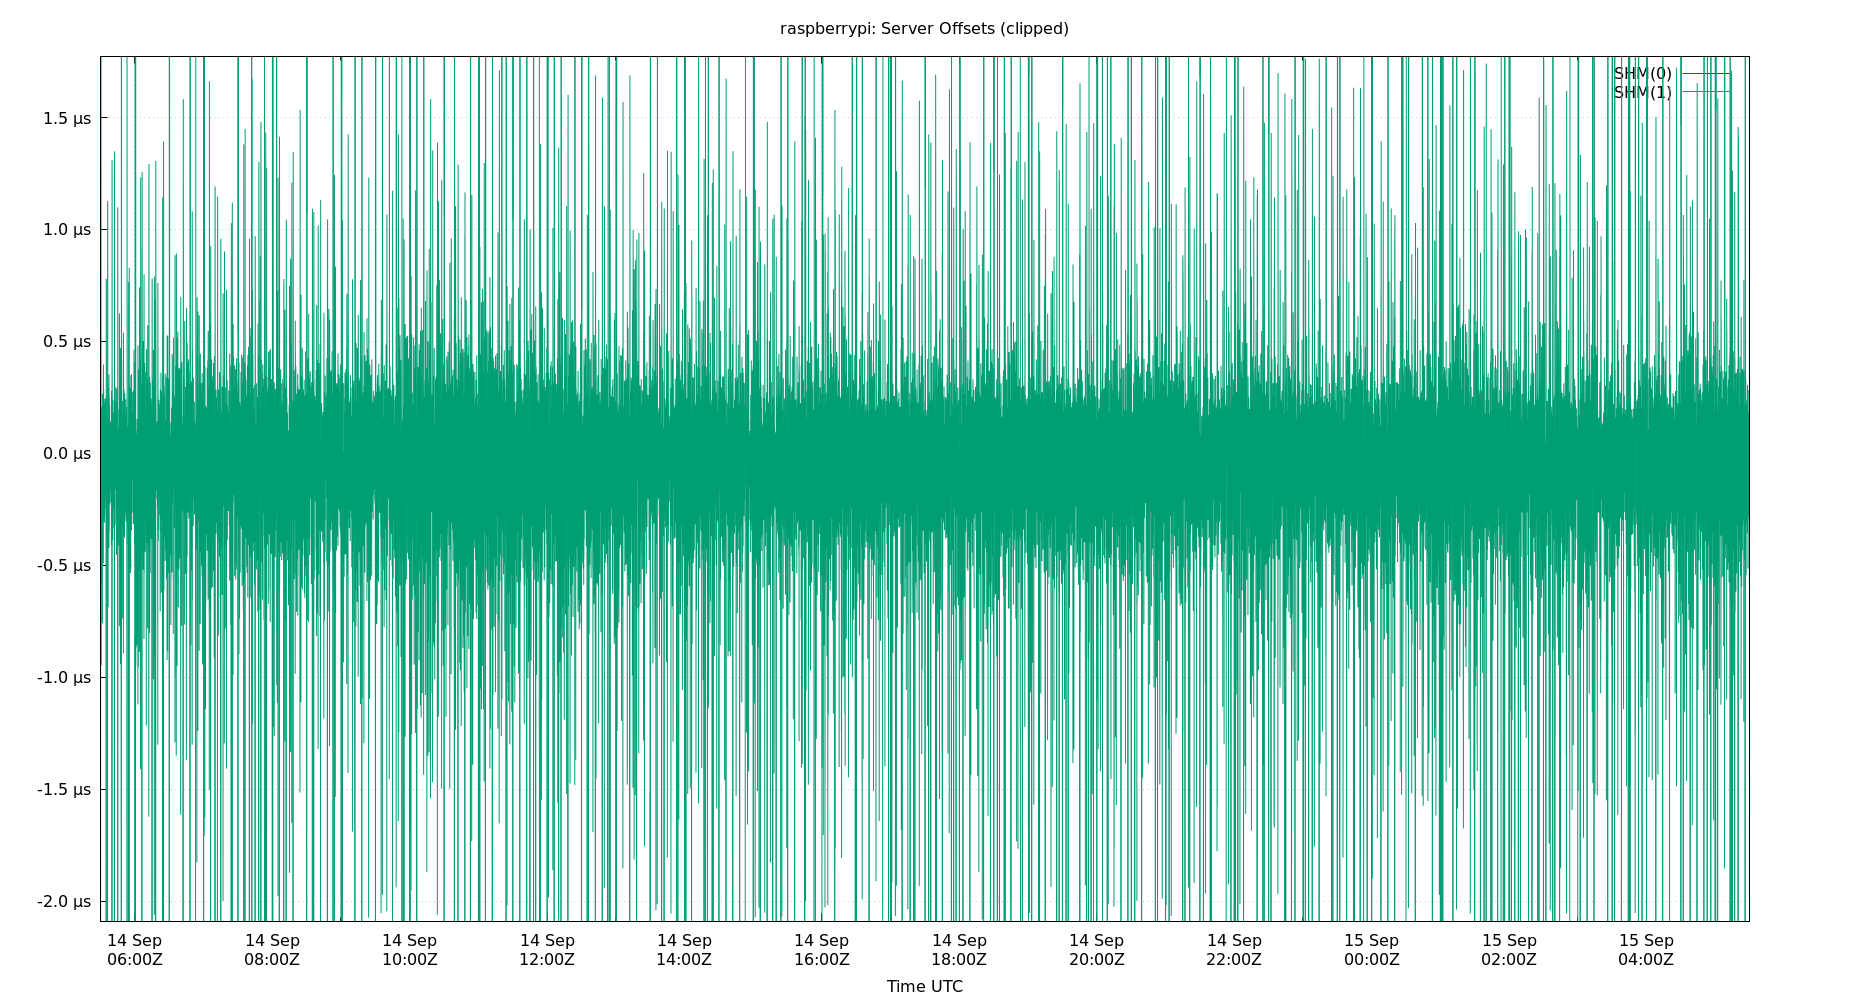 raspberrypi: Server Offsets (clipped)
SHM(0)
SHM(1)
1.5 µs
1.0 µs
0.5 µs
0.0 µs
-0.5 µs
-1.0 µs
-1.5 µs
-2.0 µs
14 Sep 14 Sep 14 Sep 14 Sep 14 Sep 14 Sep 14 Sep 14 Sep 14 Sep 15 Sep 15 Sep 15 Sep
06:00Z 08:00Z 10:00Z 12:00Z 14:00Z 16:00Z 18:00Z 20:00Z 22:00Z 00:00Z 02:00Z 04:00Z
Time UTC